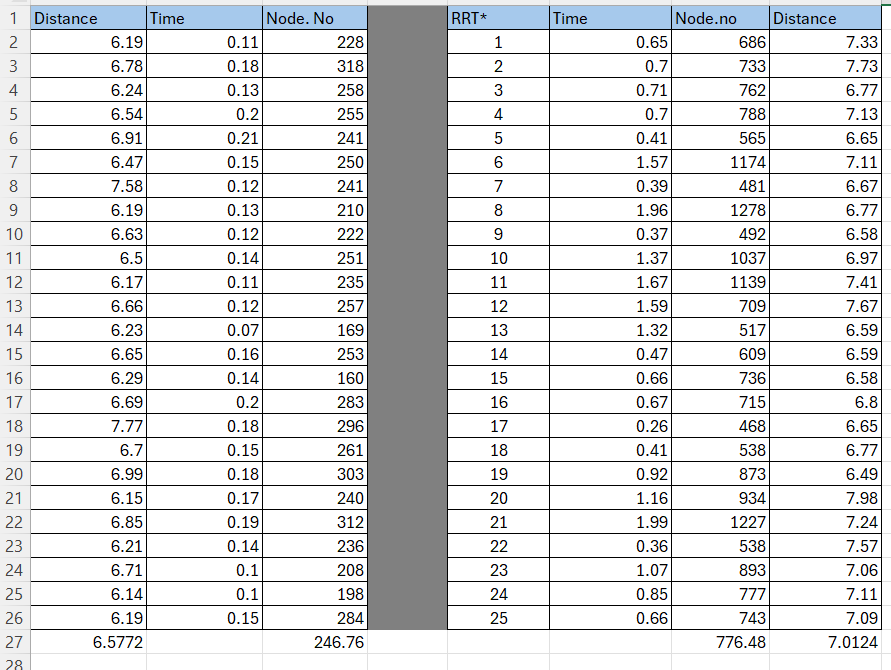 1 Distance Time Node. No RRT* Time Node.no Distance
2 6.19 0.11 228 1 0.65 686 7.33
3 6.78 0.18 318 2 0.7 733 7.73
4 6.24 0.13 258 3 0.71 762 6.77
5 6.54 0.2 255 4 0.7 788 7.13
6 6.91 0.21 241 5 0.41 565 6.65
7 6.47 0.15 250 6 1.57 1174 7.11
8 7.58 0.12 241 7 0.39 481 6.67
9 6.19 0.13 210 8 1.96 1278 6.77
10 6.63 0.12 222 9 0.37 492 6.58
11 6.5 0.14 251 10 1.37 1037 6.97
12 6.17 0.11 235 11 1.67 1139 7.41
13 6.66 0.12 257 12 1.59 709 7.67
14 6.23 0.07 169 13 1.32 517 6.59
15 6.65 0.16 253 14 0.47 609 6.59
16 6.29 0.14 160 15 0.66 736 6.58
17 6.69 0.2 283 16 0.67 715 6.8
18 7.77 0.18 296 17 0.26 468 6.65
19 6.7 0.15 261 18 0.41 538 6.77
20 6.99 0.18 303 19 0.92 873 6.49
21 6.15 0.17 240 20 1.16 934 7.98
22 6.85 0.19 312 21 1.99 1227 7.24
23 6.21 0.14 236 22 0.36 538 7.57
24 6.71 0.1 208 23 1.07 893 7.06
25 6.14 0.1 198 24 0.85 777 7.11
26 6.19 0.15 284 25 0.66 743 7.09
27 6.5772 246.76 776.48 7.0124
28